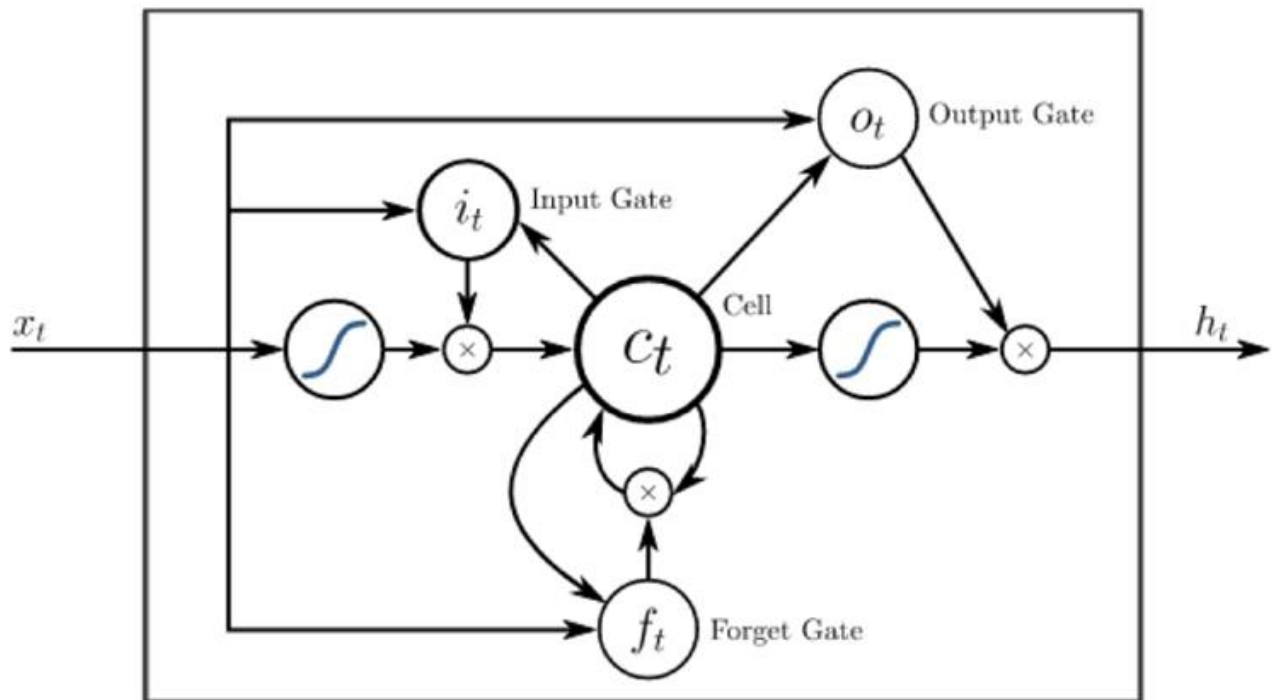 o_t Output Gate
i_t Input Gate
Cell
x_t
×
c_t
×
h_t
×
f_t Forget Gate